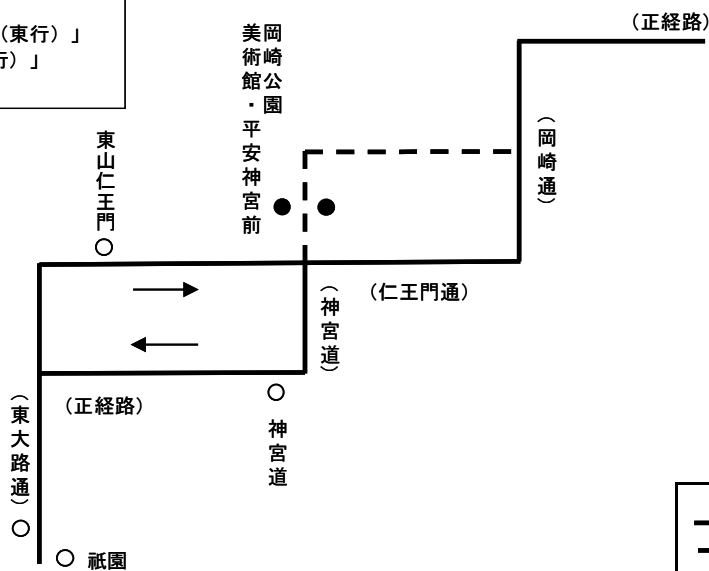 （東行）」
行）」
（正経路）
岡崎公園
美術館・平安神宮前
（岡崎通）
東山仁王門
（仁王門通）
（神宮道）
（正経路）
神宮道
（東大路通）
祇園